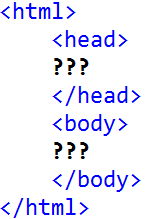 <html>
<head>
???
</head>
<body>
???
</body>
</html>